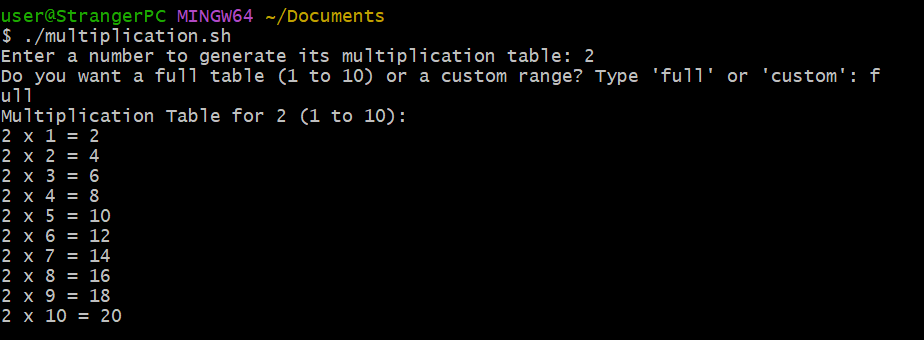 user@StrangerPC MINGW64 ~/Documents
$ ./multiplication.sh
Enter a number to generate its multiplication table: 2
Do you want a full table (1 to 10) or a custom range? Type 'full' or 'custom': f
ull
Multiplication Table for 2 (1 to 10):
2 x 1 = 2
2 x 2 = 4
2 x 3 = 6
2 x 4 = 8
2 x 5 = 10
2 x 6 = 12
2 x 7 = 14
2 x 8 = 16
2 x 9 = 18
2 x 10 = 20